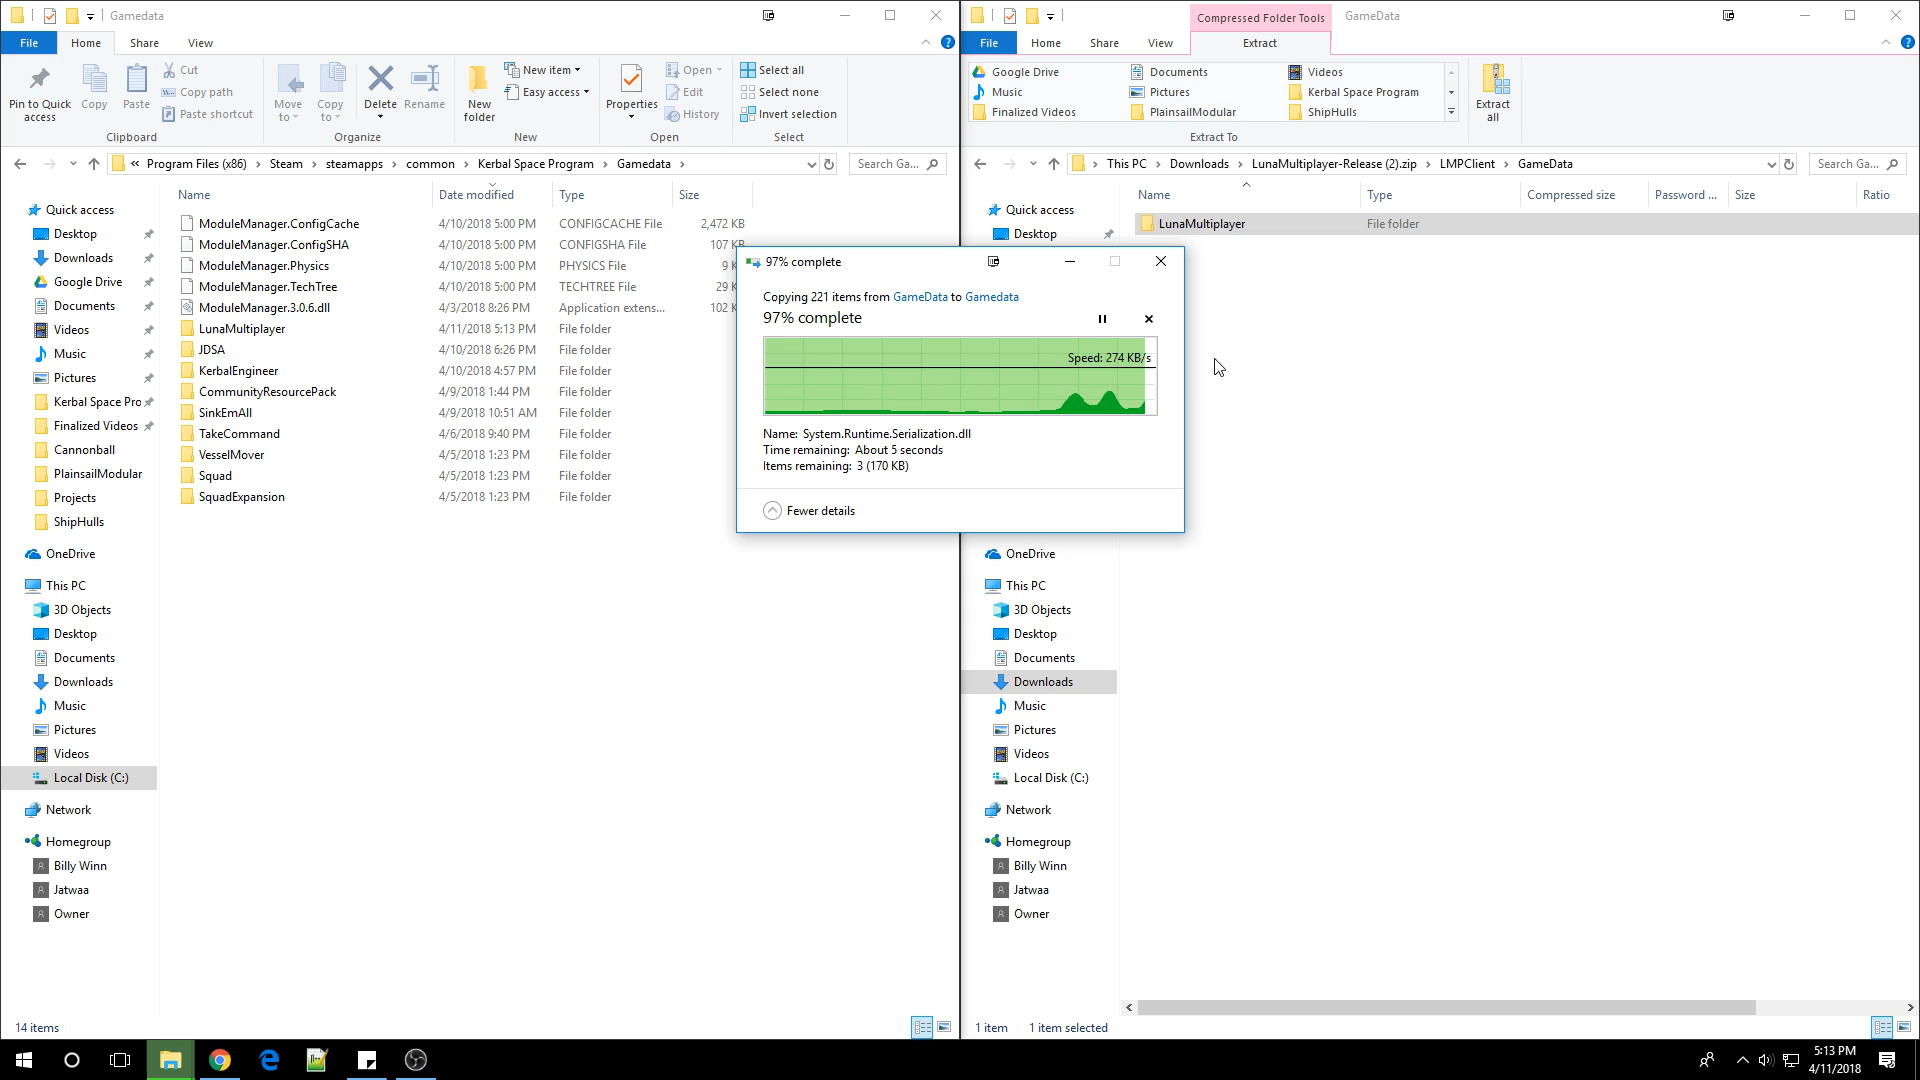 Gamedata
File
Home
Share
View
Pin to Quick access
Copy
Paste
Cut
Copy path
Paste shortcut
Clipboard
Move to
Copy to
Delete
Rename
Organize
New folder
New item
Easy access
New
Properties
Open
Edit
History
Open
Select all
Select none
Invert selection
Select
« Program Files (x86) > Steam > steamapps > common > Kerbal Space Program > Gamedata >
Search Ga...
Name
Date modified
Type
Size
Quick access
Desktop
Downloads
Google Drive
Documents
Videos
Music
Pictures
Kerbal Space Pro
Finalized Videos
Cannonball
PlainsailModular
Projects
ShipHulls
OneDrive
This PC
3D Objects
Desktop
Documents
Downloads
Music
Pictures
Videos
Local Disk (C:)
Network
Homegroup
Billy Winn
Jatwaa
Owner
ModuleManager.ConfigCache 4/10/2018 5:00 PM CONFIGCACHE File 2,472 KB
ModuleManager.ConfigSHA 4/10/2018 5:00 PM CONFIGSHA File 107 KB
ModuleManager.Physics 4/10/2018 5:00 PM PHYSICS File 9 K
ModuleManager.TechTree 4/10/2018 5:00 PM TECHTREE File 29 K
ModuleManager.3.0.6.dll 4/3/2018 8:26 PM Application extens... 102 K
LunaMultiplayer 4/11/2018 5:13 PM File folder
JDSA 4/10/2018 6:26 PM File folder
KerbalEngineer 4/10/2018 4:57 PM File folder
CommunityResourcePack 4/9/2018 1:44 PM File folder
SinkEmAll 4/9/2018 10:51 AM File folder
TakeCommand 4/6/2018 9:40 PM File folder
VesselMover 4/5/2018 1:23 PM File folder
Squad 4/5/2018 1:23 PM File folder
SquadExpansion 4/5/2018 1:23 PM File folder
14 items
97% complete
Copying 221 items from GameData to Gamedata
97% complete
Speed: 274 KB/s
Name: System.Runtime.Serialization.dll
Time remaining: About 5 seconds
Items remaining: 3 (170 KB)
Fewer details
Compressed Folder Tools
GameData
File
Home
Share
View
Extract
Google Drive
Documents
Videos
Music
Pictures
Kerbal Space Program
Finalized Videos
PlainsailModular
ShipHulls
Extract To
Extract all
> This PC > Downloads > LunaMultiplayer-Release (2).zip > LMPClient > GameData
Search Ga...
Name
Type
Compressed size
Password ...
Size
Ratio
LunaMultiplayer File folder
Quick access
Desktop
OneDrive
This PC
3D Objects
Desktop
Documents
Downloads
Music
Pictures
Videos
Local Disk (C:)
Network
Homegroup
Billy Winn
Jatwaa
Owner
1 item
1 item selected
5:13 PM
4/11/2018